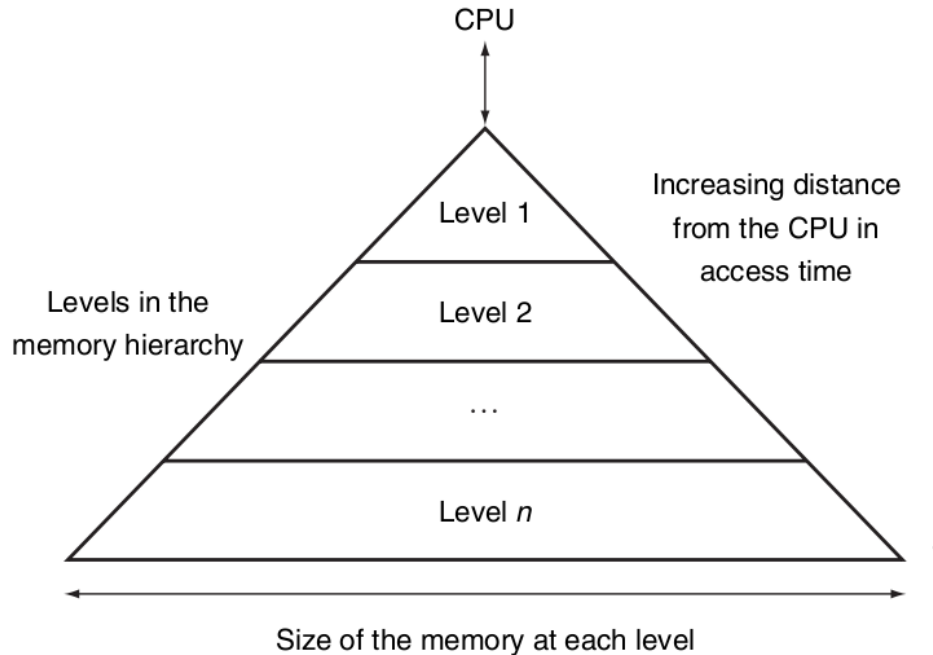 CPU
Level 1
Increasing distance
from the CPU in
access time
Levels in the
memory hierarchy
Level 2
...
Level n
Size of the memory at each level